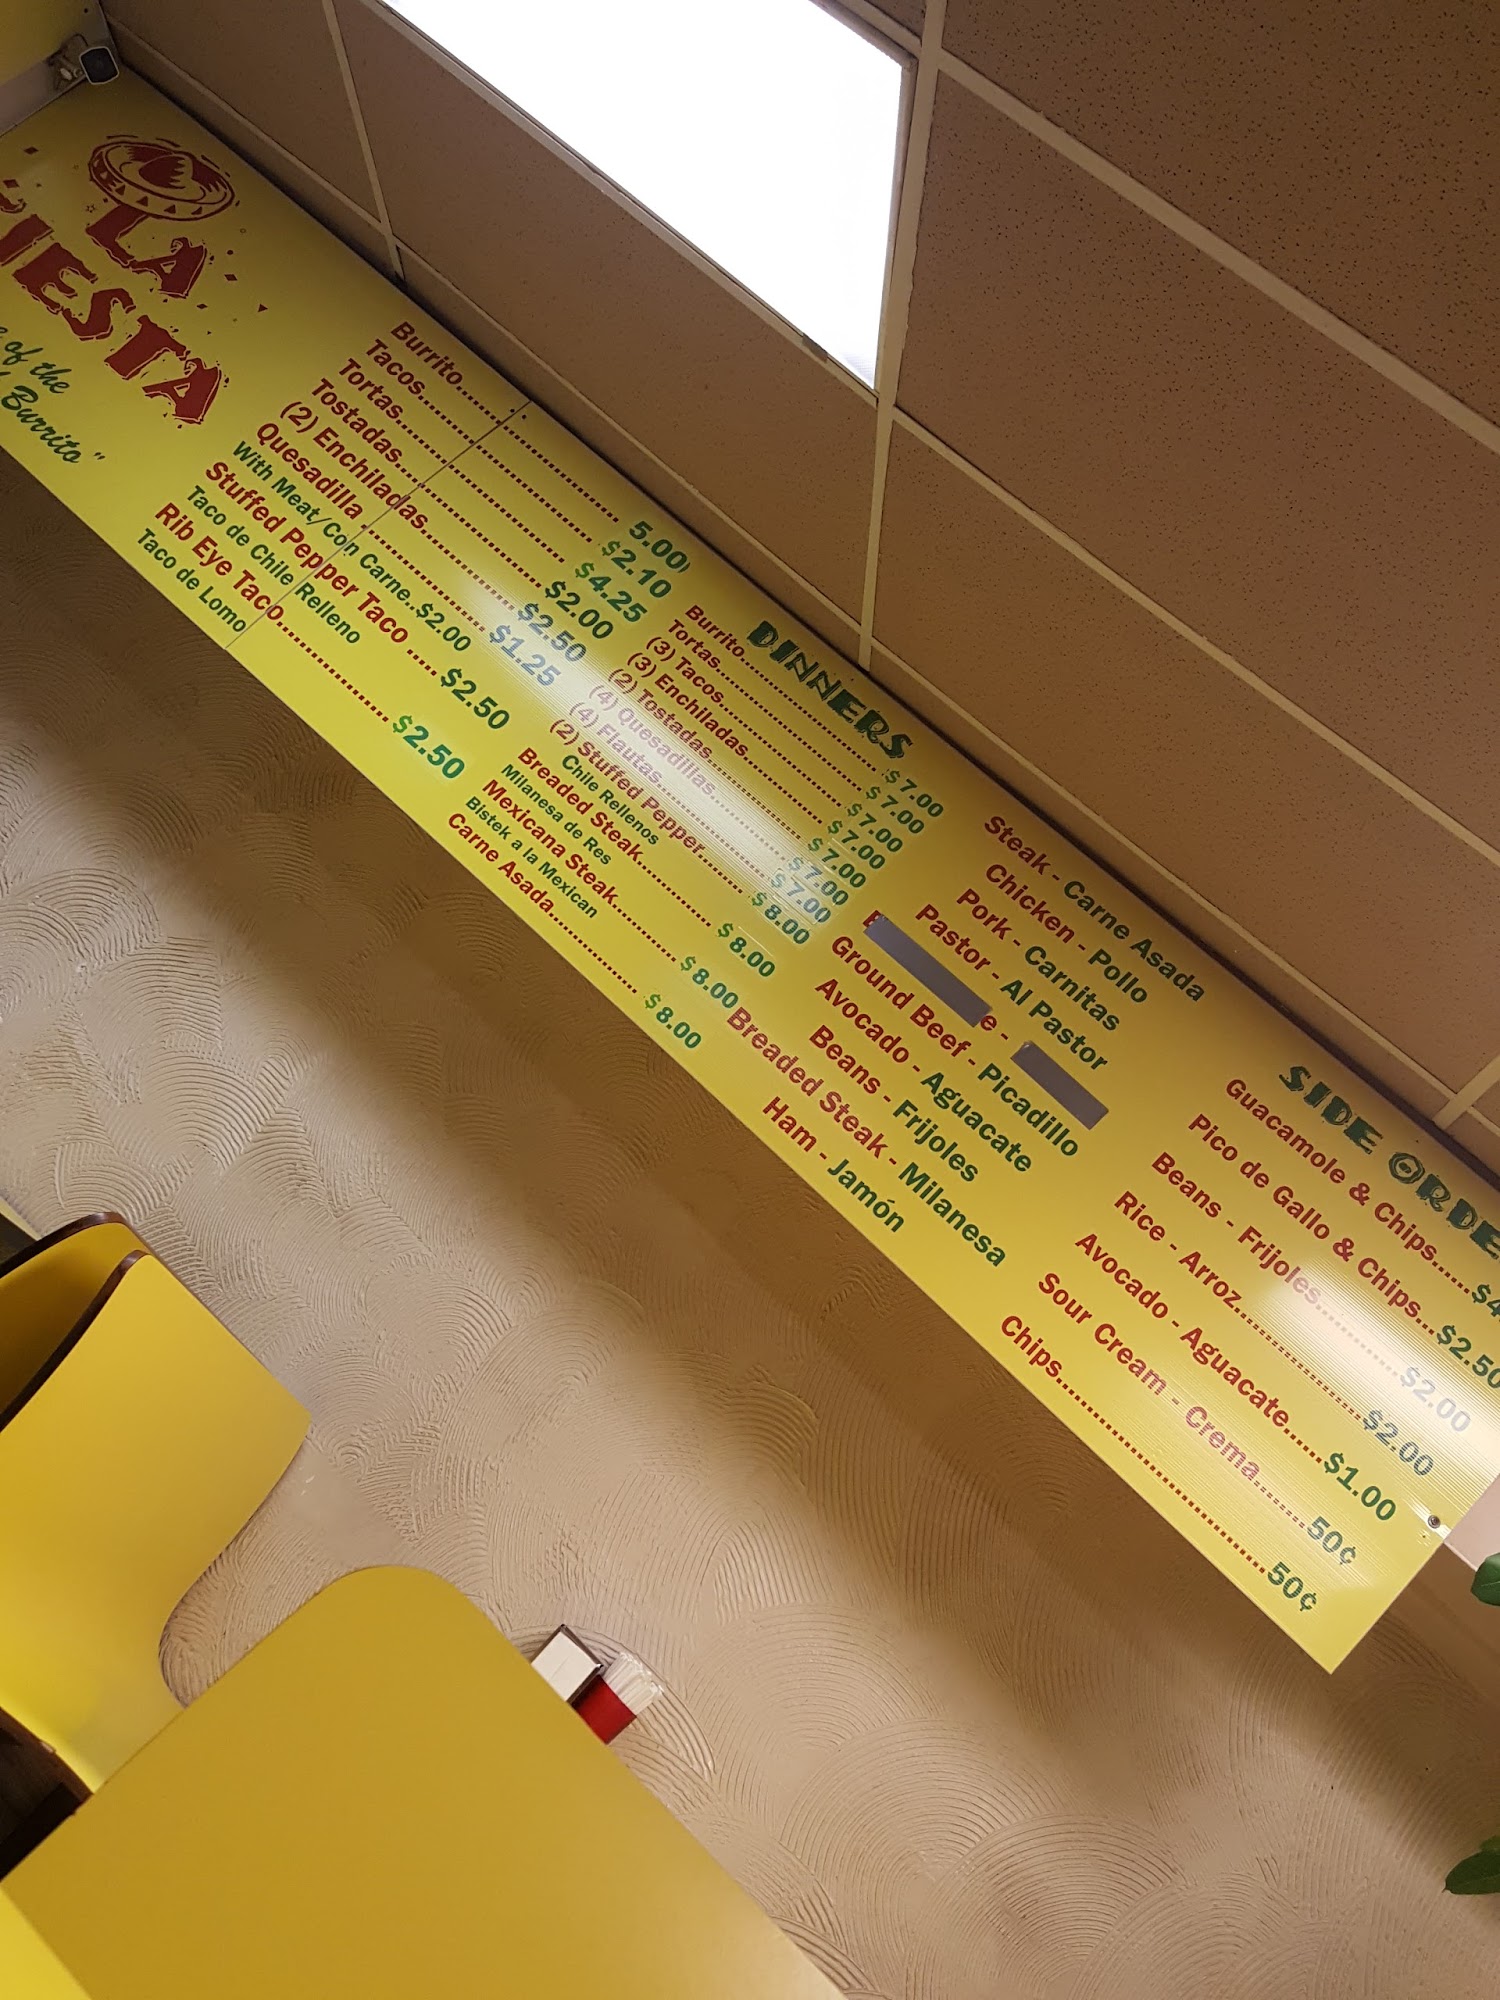 LA
FIESTA
of the
Burrito"
Burrito 5.00
Tacos $2.10
Tortas $4.25
Tostadas $2.00
(2) Enchiladas $2.50
Quesadilla $1.25
With Meat/Con Carne..$2.00
Stuffed Pepper Taco ..... $2.50
Taco de Chile Relleno
Rib Eye Taco $2.50
Taco de Lomo
DINNERS
Burrito $7.00
Tortas $7.00
(3) Tacos $7.00
(3) Enchiladas $7.00
(2) Tostadas $7.00
(4) Quesadillas $7.00
(4) Flautas $8.00
(2) Stuffed Pepper
Chile Rellenos
Breaded Steak $8.00
Milanesa de Res
Mexicana Steak $8.00
Bistek a la Mexican
Carne Asada $8.00
Steak - Carne Asada
Chicken - Pollo
Pork - Carnitas
Pastor - Al Pastor
Ground Beef - Picadillo
Avocado - Aguacate
Beans - Frijoles
Breaded Steak - Milanesa
Ham - Jamón
SIDE ORDE
Guacamole & Chips......$4
Pico de Gallo & Chips...$2.50
Beans - Frijoles $2.00
Rice - Arroz $2.00
Avocado - Aguacate......$1.00
Sour Cream - Crema 50¢
Chips 50¢